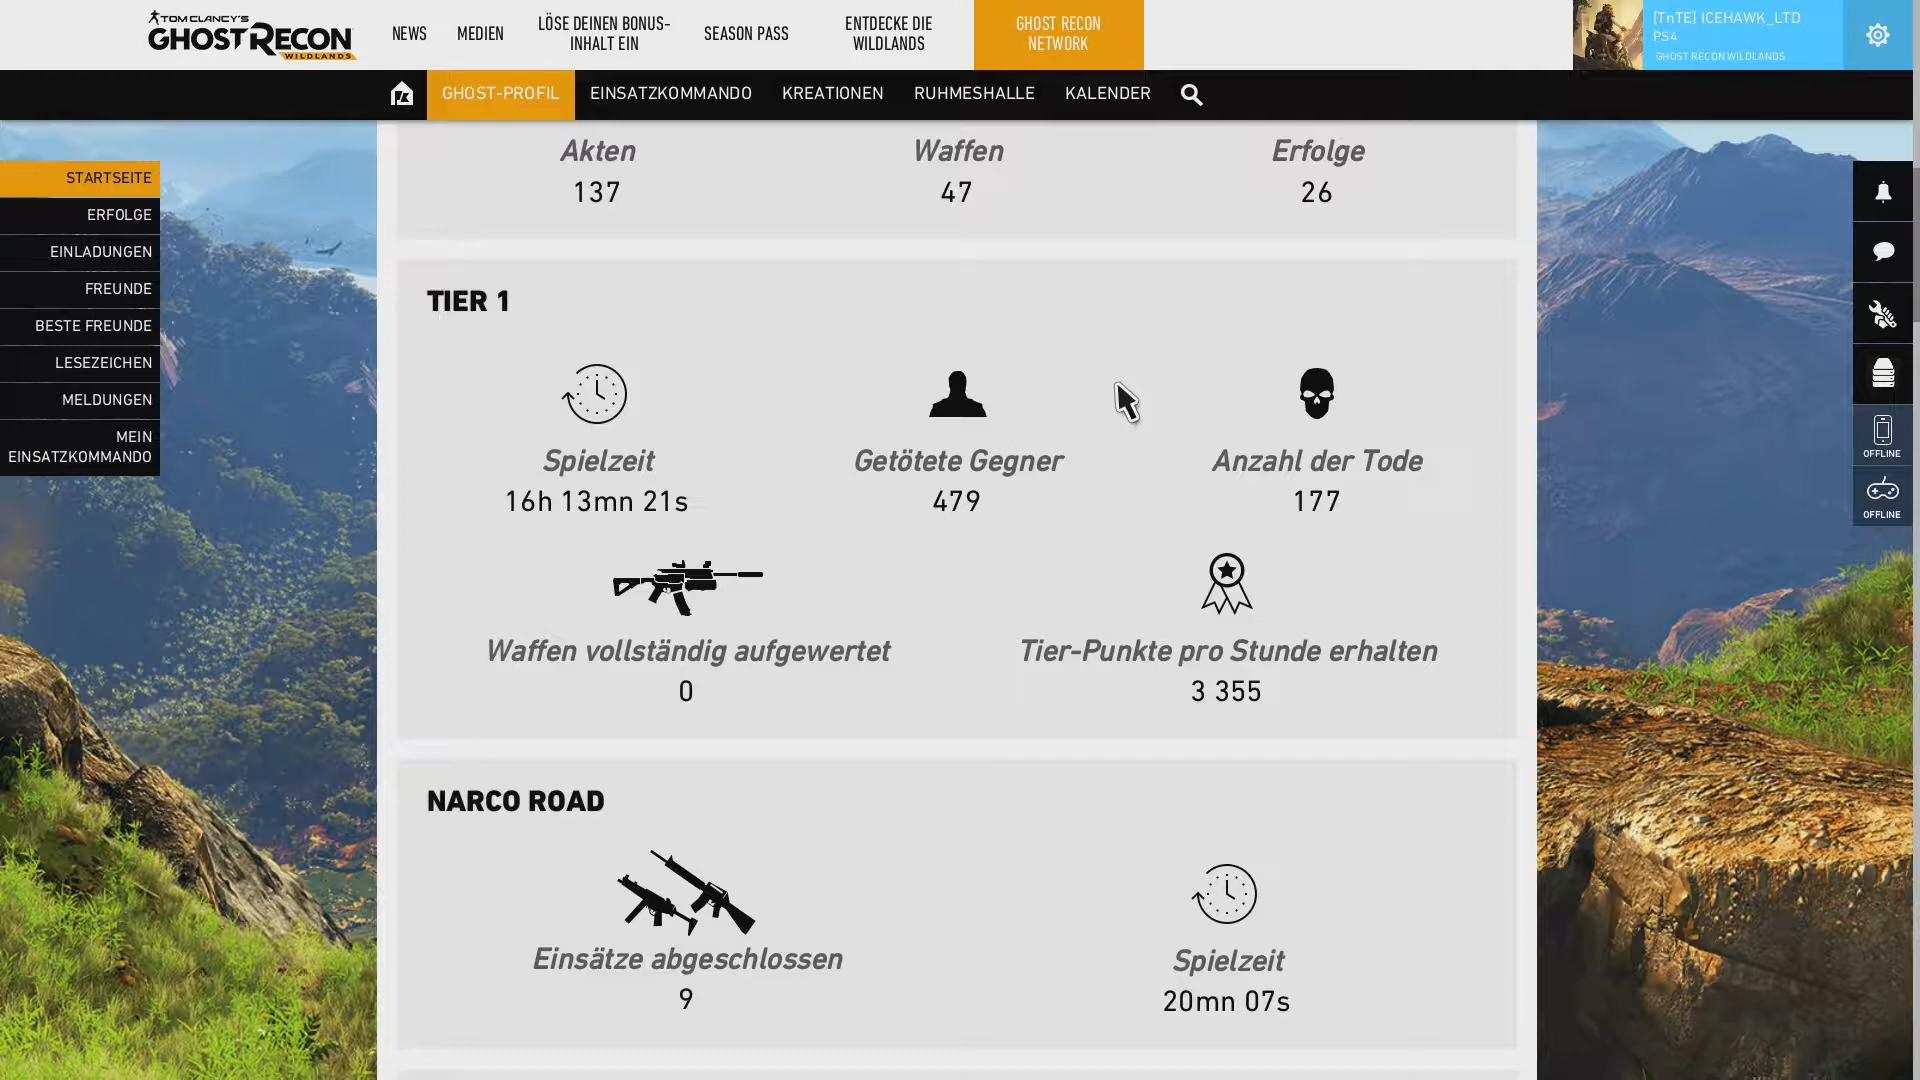 TOM CLANCY'S
GHOST RECON
WILDLANDS
NEWS
MEDIEN
LÖSE DEINEN BONUS-
INHALT EIN
SEASON PASS
ENTDECKE DIE
WILDLANDS
GHOST RECON
NETWORK
[TnTE] ICEHAWK_LTD
PS4
GHOST RECON WILDLANDS
GHOST-PROFIL
EINSATZKOMMANDO
KREATIONEN
RUHMESHALLE
KALENDER
STARTSEITE
ERFOLGE
EINLADUNGEN
FREUNDE
BESTE FREUNDE
LESEZEICHEN
MELDUNGEN
MEIN
EINSATZKOMMANDO
Akten
137
Waffen
47
Erfolge
26
TIER 1
Spielzeit
16h 13mn 21s
Getötete Gegner
479
Anzahl der Tode
177
Waffen vollständig aufgewertet
0
Tier-Punkte pro Stunde erhalten
3 355
NARCO ROAD
Einsätze abgeschlossen
9
Spielzeit
20mn 07s
OFFLINE
OFFLINE